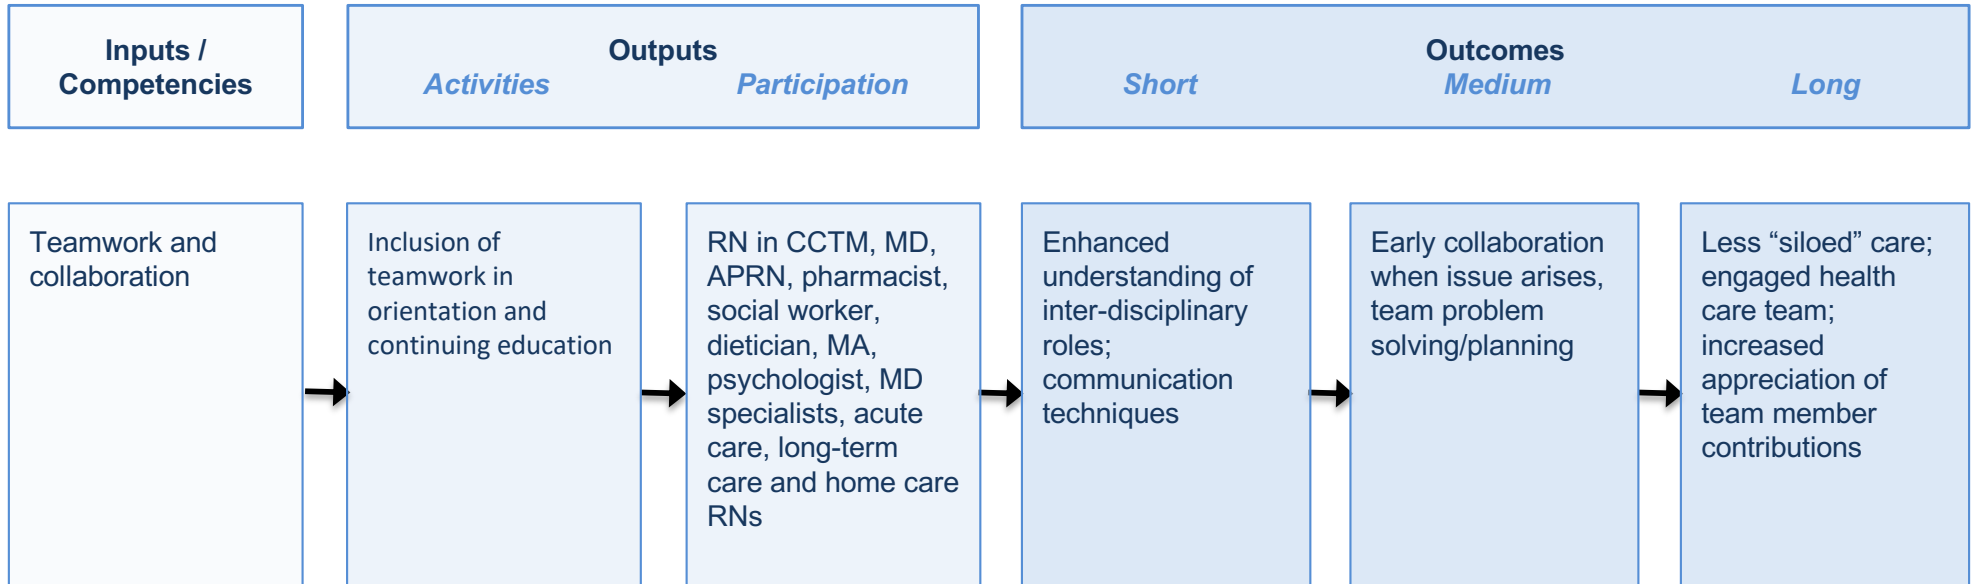 Inputs /
Competencies
Outputs
Activities
Participation
Outcomes
Short
Medium
Long
Teamwork and
collaboration
Inclusion of
teamwork in
orientation and
continuing education
RN in CCTM, MD,
APRN, pharmacist,
social worker,
dietician, MA,
psychologist, MD
specialists, acute
care, long-term
care and home care
RNs
Enhanced
understanding of
inter-disciplinary
roles;
communication
techniques
Early collaboration
when issue arises,
team problem
solving/planning
Less “siloed” care;
engaged health
care team;
increased
appreciation of
team member
contributions